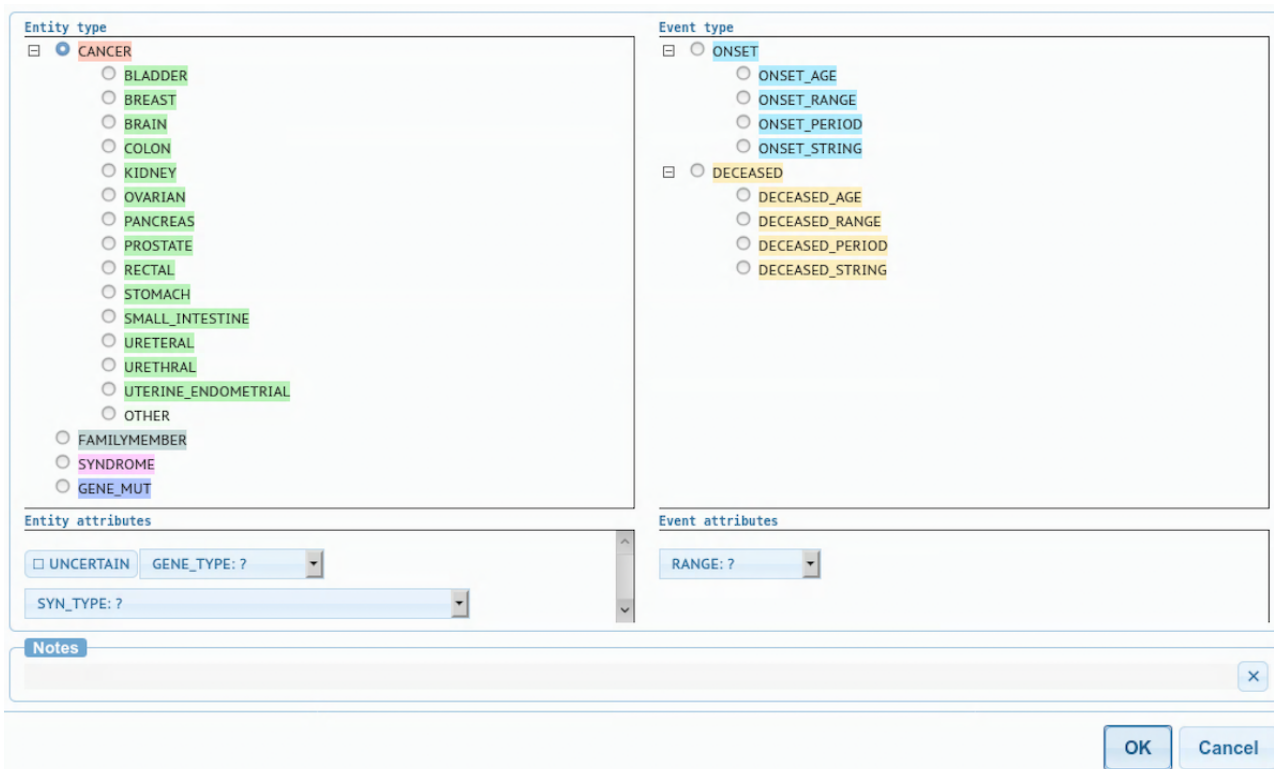 Entity type
CANCER
BLADDER
BREAST
BRAIN
COLON
KIDNEY
OVARIAN
PANCREAS
PROSTATE
RECTAL
STOMACH
SMALL_INTESTINE
URETERAL
URETHRAL
UTERINE_ENDOMETRIAL
OTHER
FAMILYMEMBER
SYNDROME
GENE_MUT
Event type
ONSET
ONSET_AGE
ONSET_RANGE
ONSET_PERIOD
ONSET_STRING
DECEASED
DECEASED_AGE
DECEASED_RANGE
DECEASED_PERIOD
DECEASED_STRING
Entity attributes
UNCERTAIN GENE_TYPE: ?
SYN_TYPE: ?
Event attributes
RANGE: ?
Notes
OK Cancel